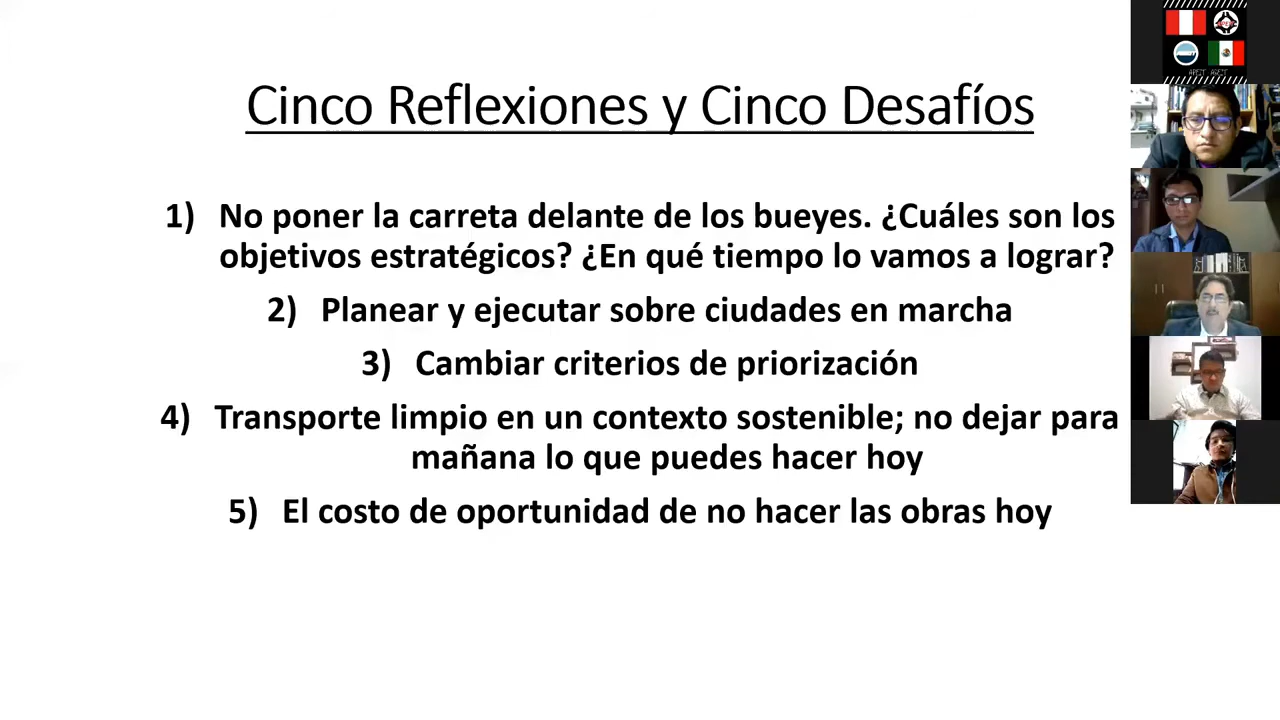 Cinco Reflexiones y Cinco Desafíos
1) No poner la carreta delante de los bueyes. ¿Cuáles son los
objetivos estratégicos? ¿En qué tiempo lo vamos a lograr?
2) Planear y ejecutar sobre ciudades en marcha
3) Cambiar criterios de priorización
4) Transporte limpio en un contexto sostenible; no dejar para
mañana lo que puedes hacer hoy
5) El costo de oportunidad de no hacer las obras hoy